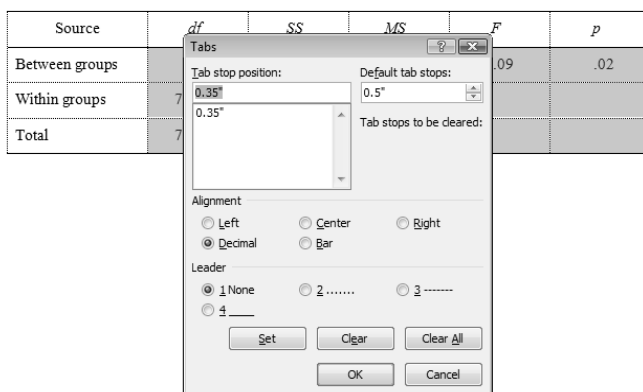 Source df SS MS F p
Tabs
Between groups .09 .02
Tab stop position: Default tab stops:
0.35" 0.5"
Within groups 7
0.35"
Tab stops to be cleared:
Total 7
Alignment
Left Center Right
Decimal Bar
Leader
1 None 2 ....... 3 -------
4 ____
Set Clear Clear All
OK Cancel